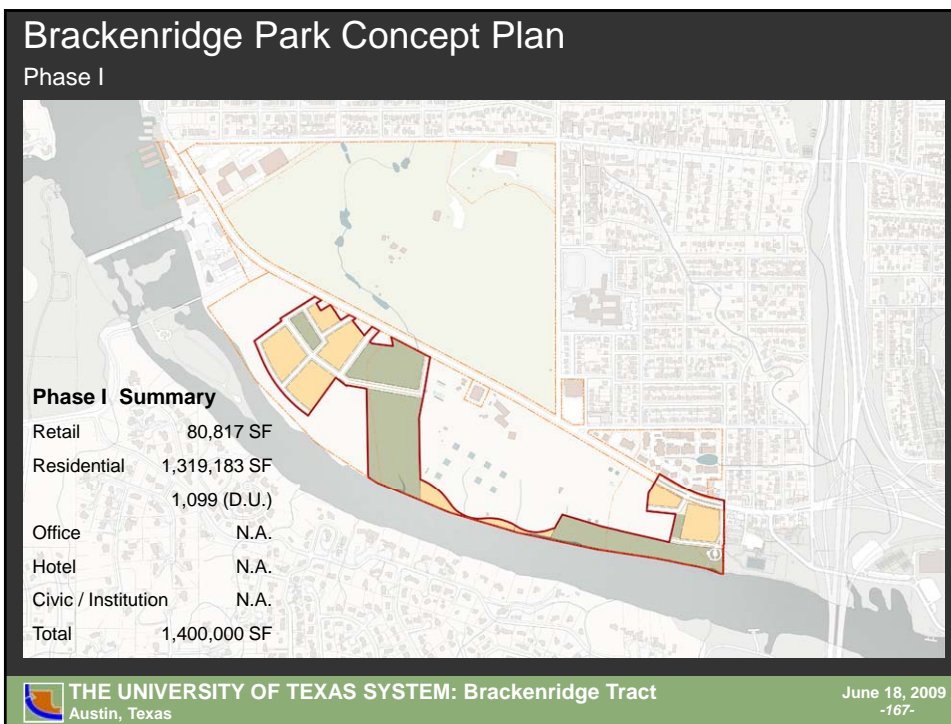 Brackenridge Park Concept Plan
Phase I
Phase I Summary
Retail 80,817 SF
Residential 1,319,183 SF
1,099 (D.U.)
Office N.A.
Hotel N.A.
Civic / Institution N.A.
Total 1,400,000 SF
THE UNIVERSITY OF TEXAS SYSTEM: Brackenridge Tract June 18, 2009
Austin, Texas -167-